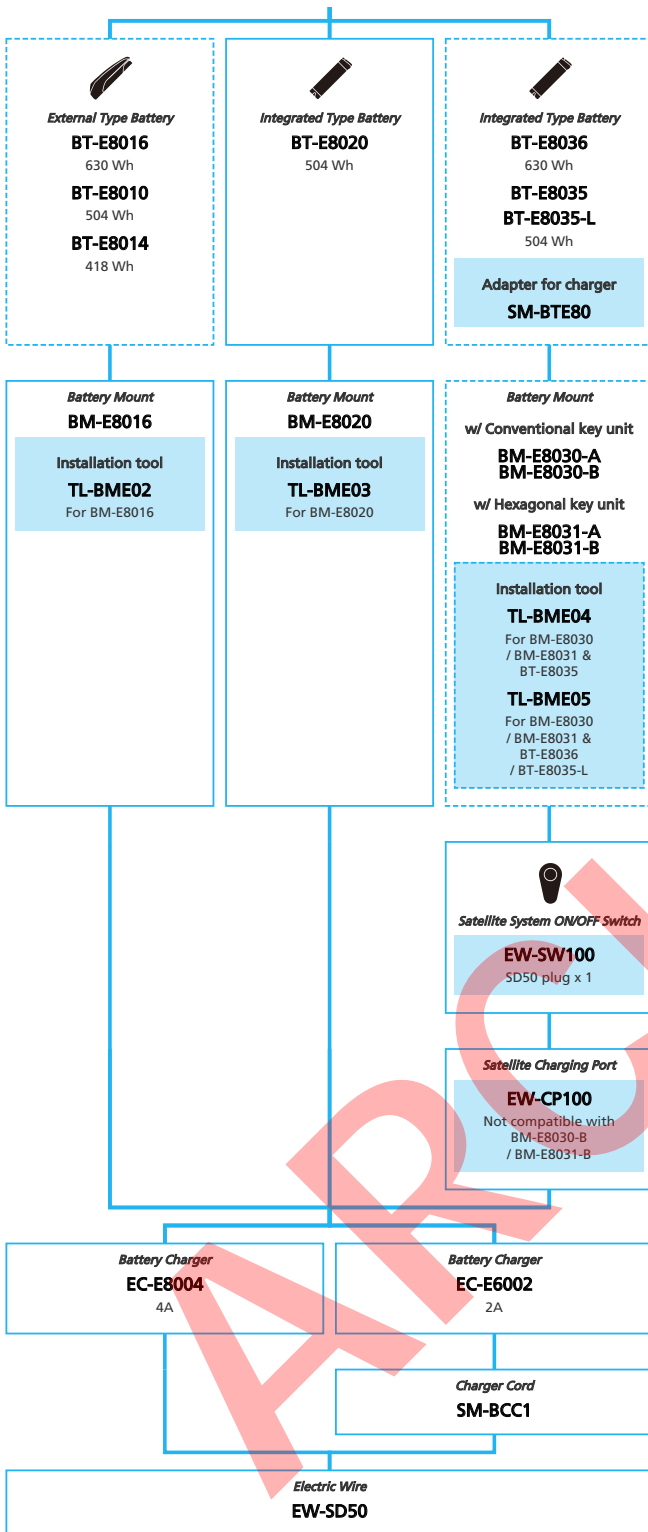 External Type Battery
BT-E8016
630 Wh
BT-E8010
504 Wh
BT-E8014
418 Wh
Integrated Type Battery
BT-E8020
504 Wh
Integrated Type Battery
BT-E8036
630 Wh
BT-E8035
BT-E8035-L
504 Wh
Adapter for charger
SM-BTE80
Battery Mount
BM-E8016
Installation tool
TL-BME02
For BM-E8016
Battery Mount
BM-E8020
Installation tool
TL-BME03
For BM-E8020
Battery Mount
w/ Conventional key unit
BM-E8030-A
BM-E8030-B
w/ Hexagonal key unit
BM-E8031-A
BM-E8031-B
Installation tool
TL-BME04
For BM-E8030
/ BM-E8031 &
BT-E8035
TL-BME05
For BM-E8030
/ BM-E8031 &
BT-E8036
/ BT-E8035-L
Satellite System ON/OFF Switch
EW-SW100
SD50 plug x 1
Satellite Charging Port
EW-CP100
Not compatible with
BM-E8030-B
/ BM-E8031-B
Battery Charger
EC-E8004
4A
Battery Charger
EC-E6002
2A
Charger Cord
SM-BCC1
Electric Wire
EW-SD50
ARC